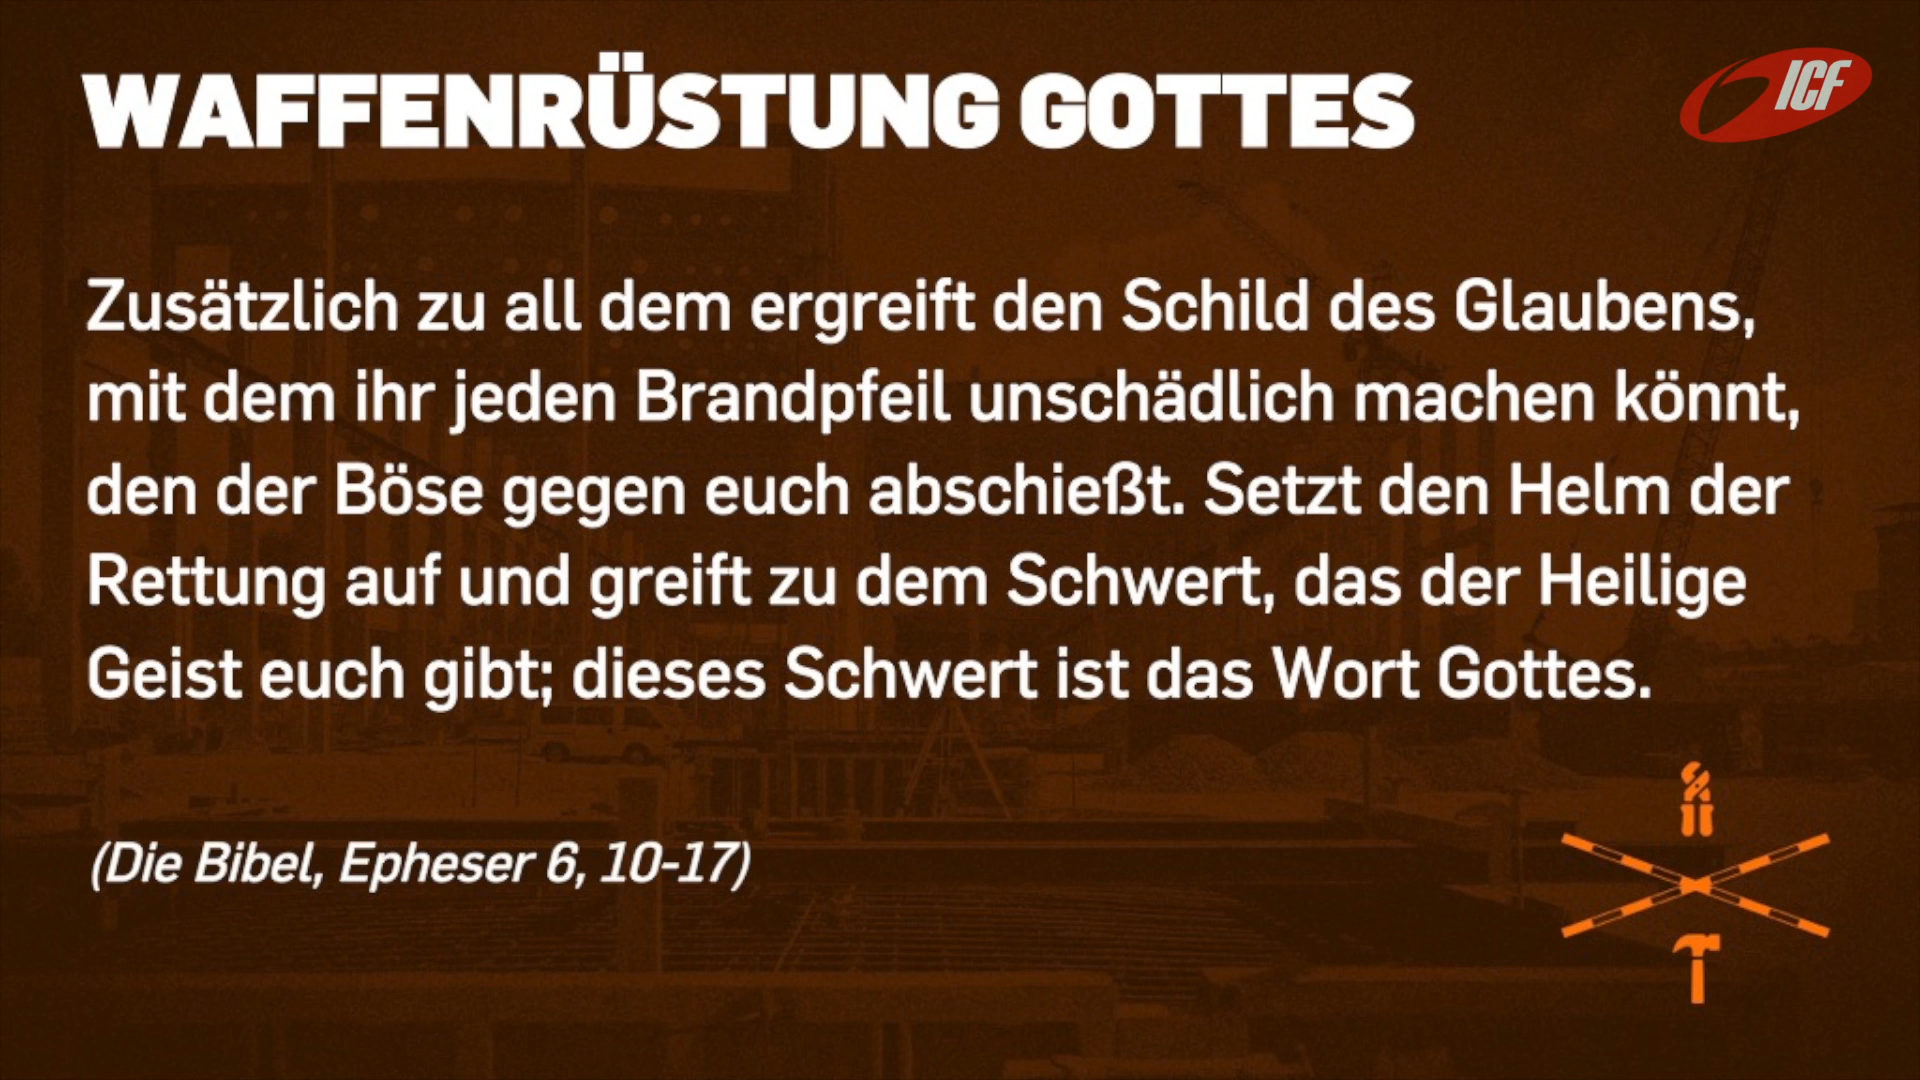 WAFFENRÜSTUNG GOTTES
ICF
Zusätzlich zu all dem ergreift den Schild des Glaubens,
mit dem ihr jeden Brandpfeil unschädlich machen könnt,
den der Böse gegen euch abschießt. Setzt den Helm der
Rettung auf und greift zu dem Schwert, das der Heilige
Geist euch gibt; dieses Schwert ist das Wort Gottes.
(Die Bibel, Epheser 6, 10-17)